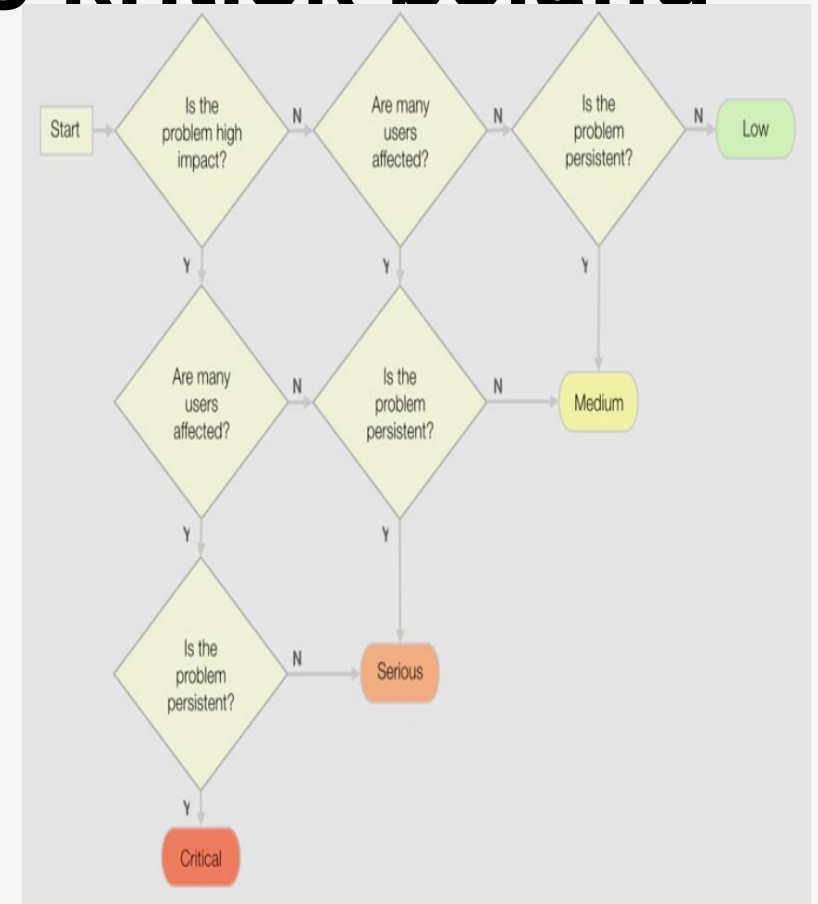 Start
Is the
problem high
impact?
N
Are many
users
affected?
N
Is the
problem
persistent?
N
Low
Y
Y
Y
Are many
users
affected?
N
Is the
problem
persistent?
N
Medium
Y
Y
Is the
problem
persistent?
N
Serious
Y
Critical